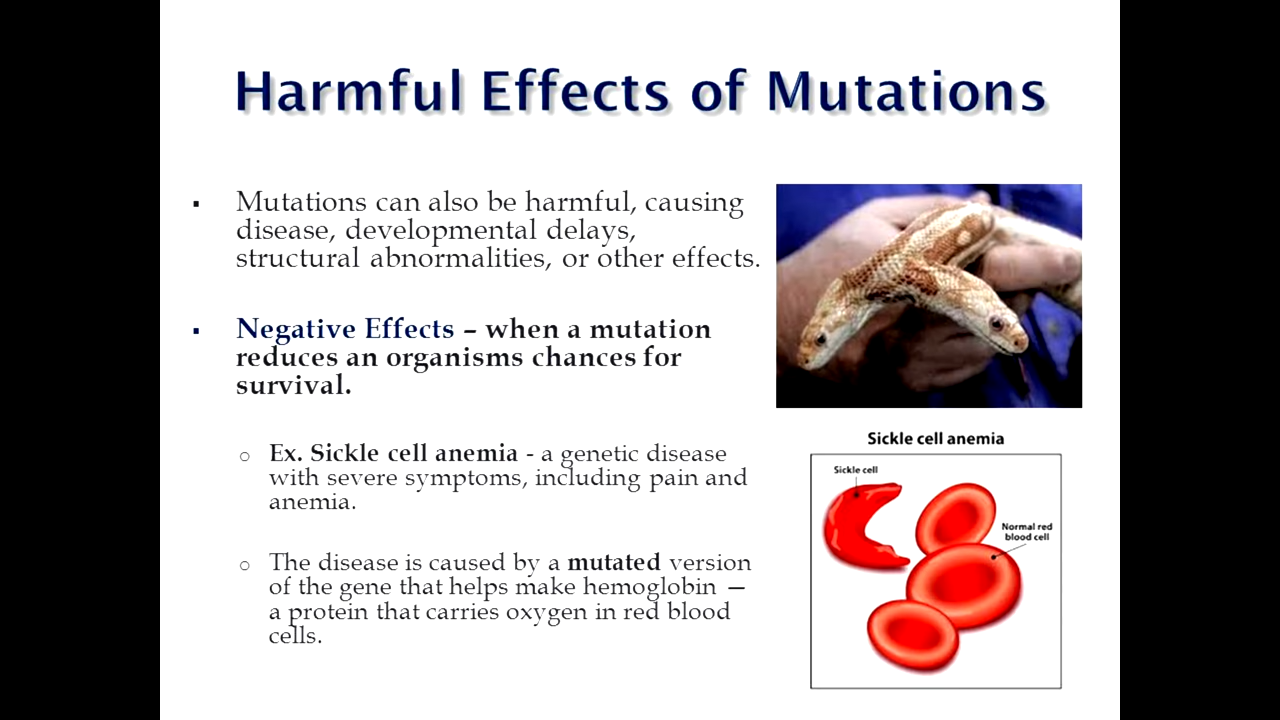 Harmful Effects of Mutations
▪ Mutations can also be harmful, causing
disease, developmental delays,
structural abnormalities, or other effects.
▪ Negative Effects – when a mutation
reduces an organisms chances for
survival.
o Ex. Sickle cell anemia - a genetic disease
with severe symptoms, including pain and
anemia.
o The disease is caused by a mutated version
of the gene that helps make hemoglobin —
a protein that carries oxygen in red blood
cells.
Sickle cell anemia
Sickle cell
Normal red
blood cell